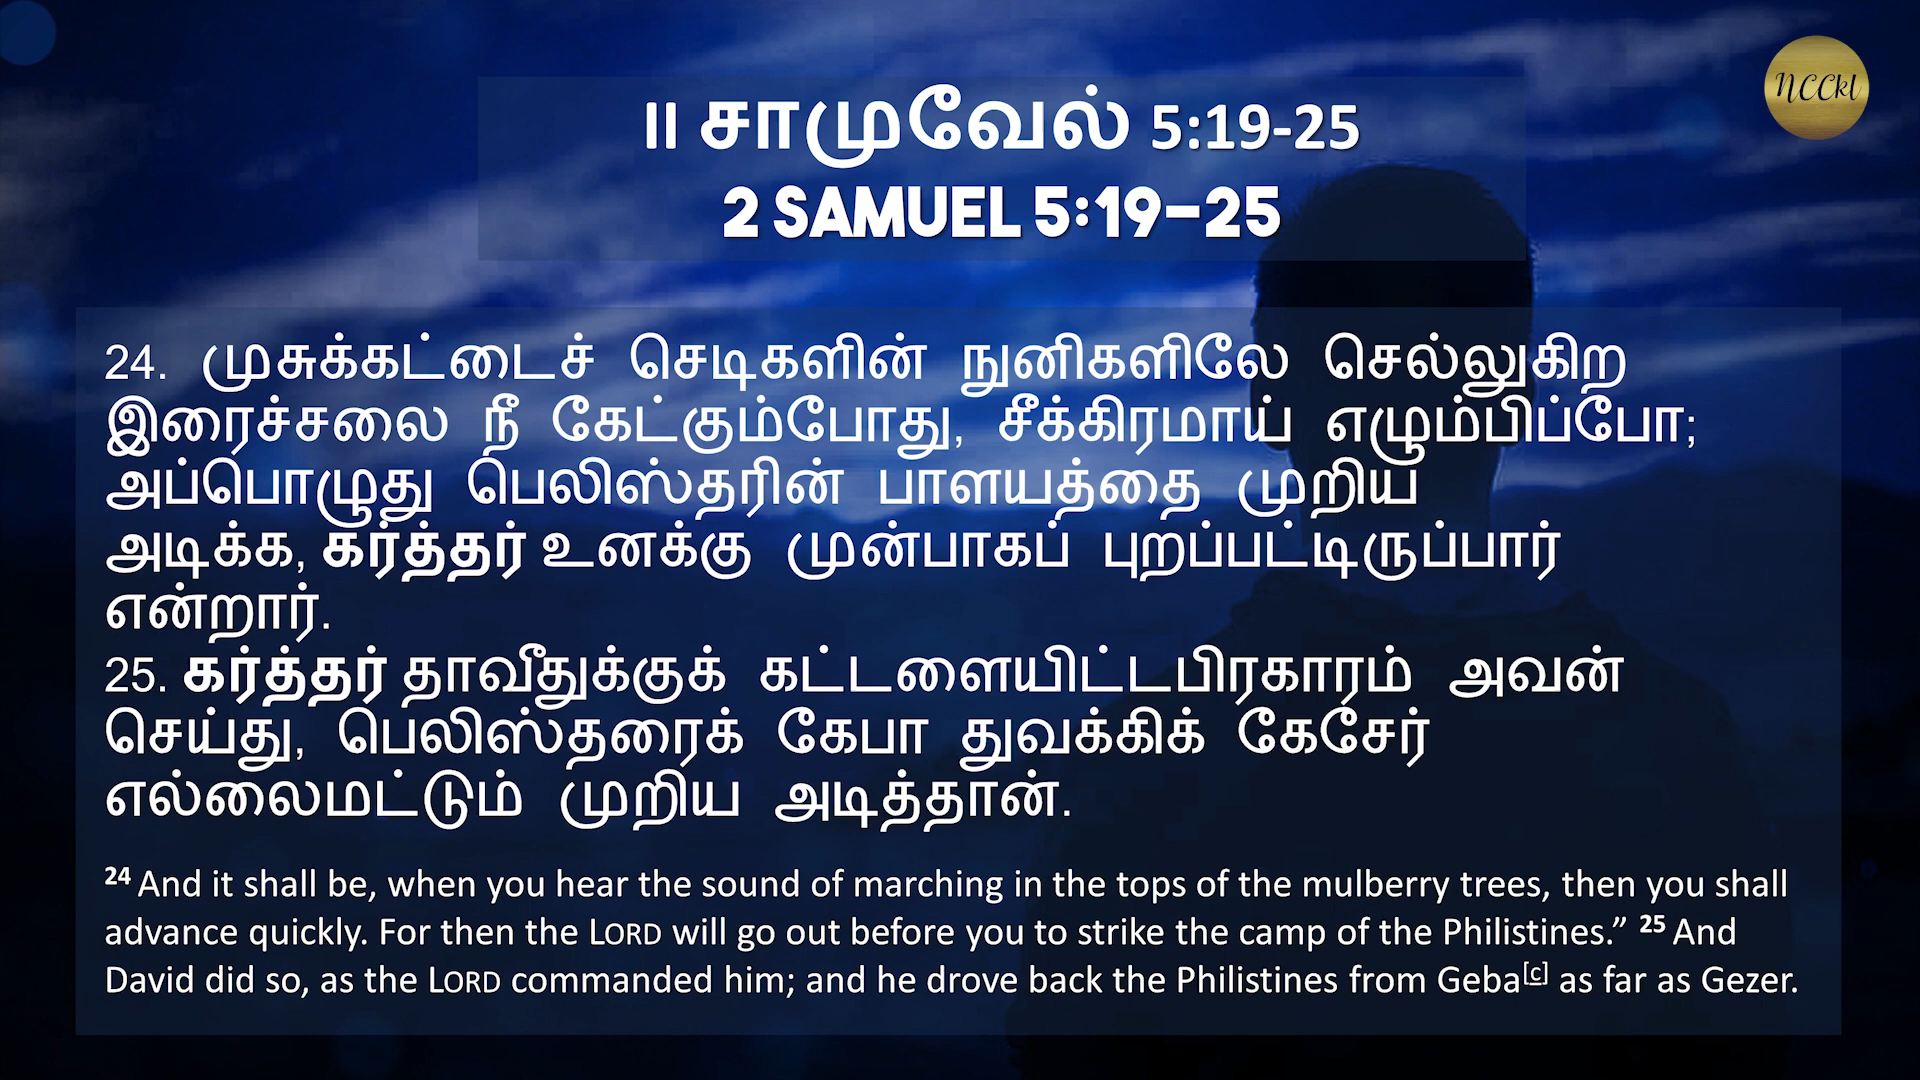 NCCkl
II சாமுவேல் 5:19-25
2 SAMUEL 5:19-25
24. முசுக்கட்டைச் செடிகளின் நுனிகளிலே செல்லுகிற
இரைச்சலை நீ கேட்கும்போது, சீக்கிரமாய் எழும்பிப்போ;
அப்பொழுது பெலிஸ்தரின் பாளயத்தை முறிய
அடிக்க, கர்த்தர் உனக்கு முன்பாகப் புறப்பட்டிருப்பார்
என்றார்.
25. கர்த்தர் தாவீதுக்குக் கட்டளையிட்டபிரகாரம் அவன்
செய்து, பெலிஸ்தரைக் கேபா துவக்கிக் கேசேர்
எல்லைமட்டும் முறிய அடித்தான்.
24 And it shall be, when you hear the sound of marching in the tops of the mulberry trees, then you shall
advance quickly. For then the LORD will go out before you to strike the camp of the Philistines.” 25 And
David did so, as the LORD commanded him; and he drove back the Philistines from Geba[c] as far as Gezer.